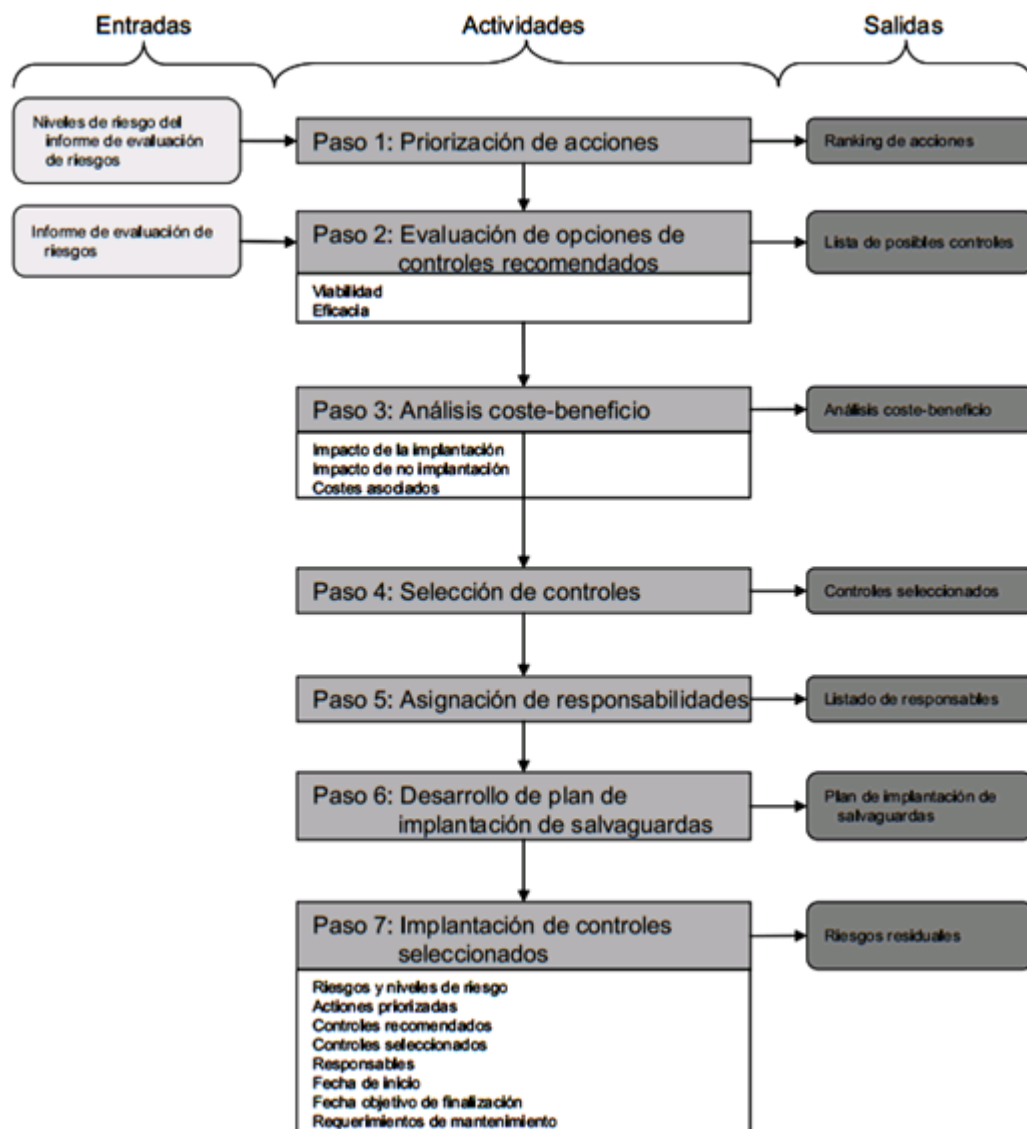 Entradas
Actividades
Salidas
Niveles de riesgo del
informe de evaluación
de riesgos
Paso 1: Priorización de acciones
Ranking de acciones
Informe de evaluación de
riesgos
Paso 2: Evaluación de opciones de
controles recomendados
Lista de posibles controles
Viabilidad
Eficacia
Paso 3: Análisis coste-beneficio
Análisis coste-beneficio
Impacto de la implantación
Impacto de no implantación
Costes asociados
Paso 4: Selección de controles
Controles seleccionados
Paso 5: Asignación de responsabilidades
Listado de responsables
Paso 6: Desarrollo de plan de
implantación de salvaguardas
Plan de implantación de
salvaguardas
Paso 7: Implantación de controles
seleccionados
Riesgos residuales
Riesgos y niveles de riesgo
Actiones priorizadas
Controles recomendados
Controles seleccionados
Responsables
Fecha de inicio
Fecha objetivo de finalización
Requerimientos de mantenimiento